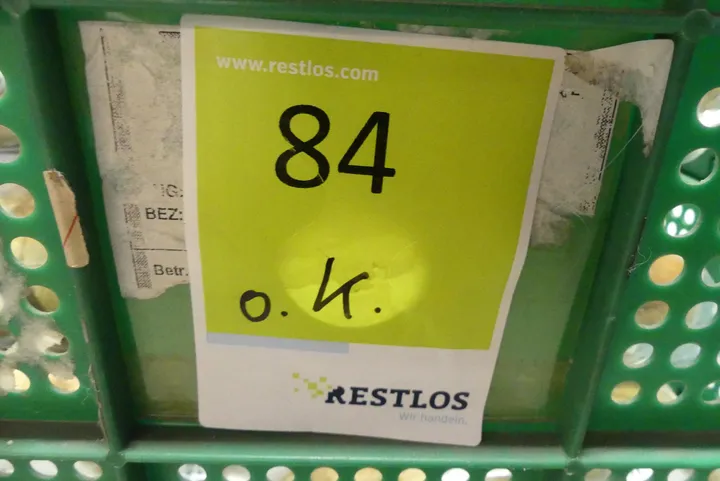 www.restlos.com
84
BEZ:
Betr.
o. K.
RESTLOS
Wir handeln.